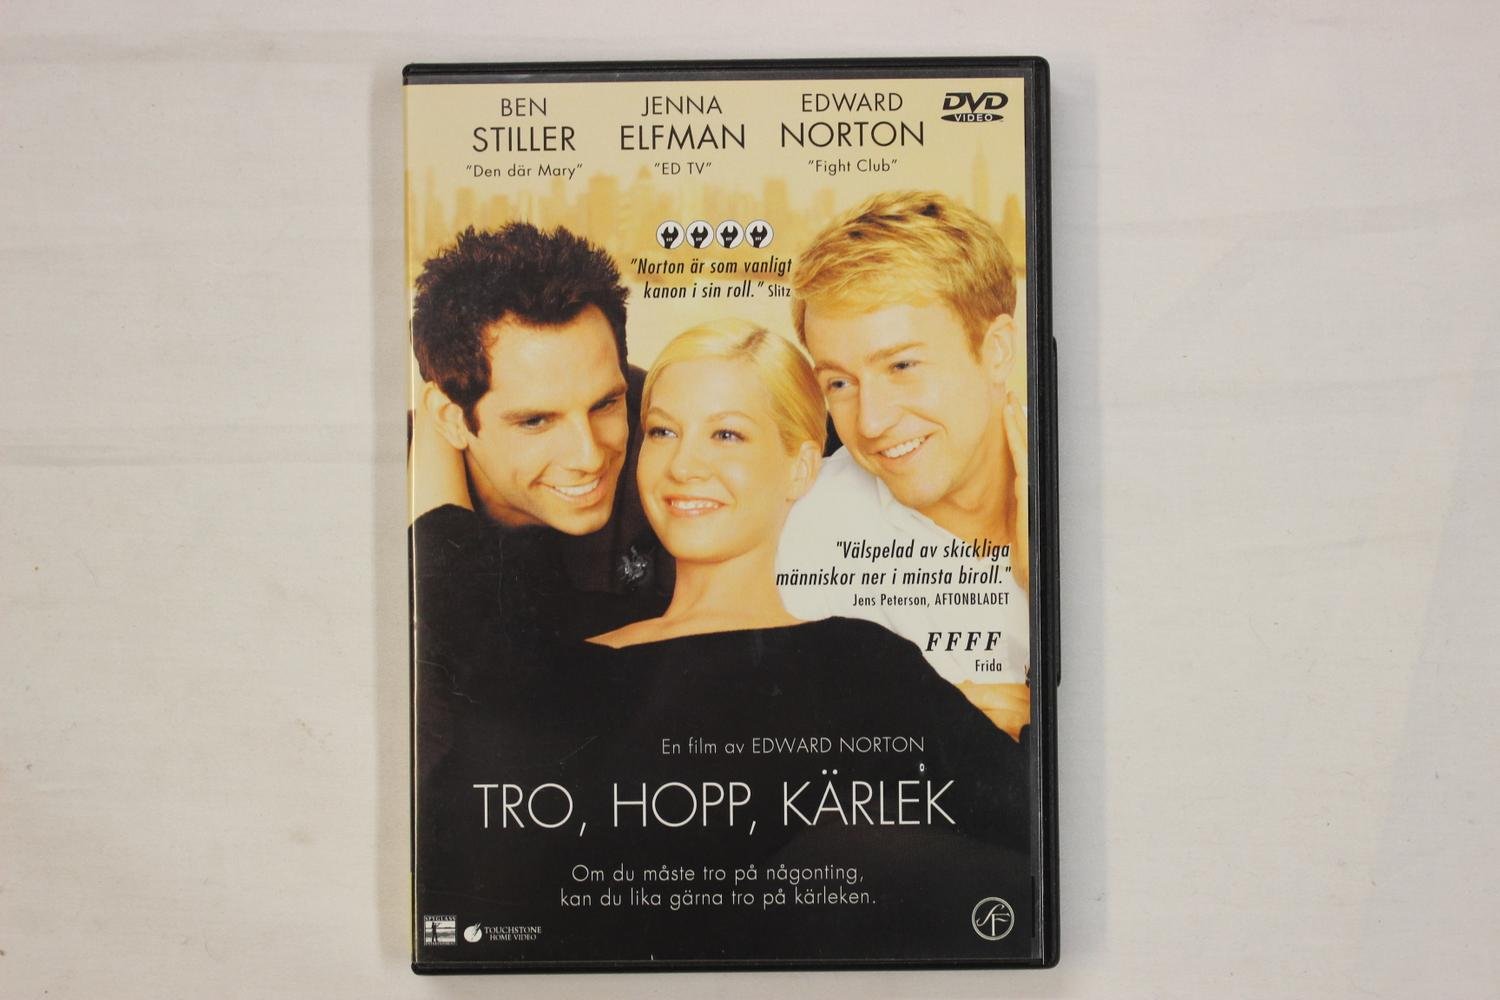 BEN
STILLER
"Den där Mary"
JENNA
ELFMAN
"ED TV"
EDWARD
NORTON
"Fight Club"
DVD
VIDEO
"Norton är som vanligt
kanon i sin roll." Slitz
"Välspelad av skickliga
människor ner i minsta biroll."
Jens Peterson, AFTONBLADET
FFFF
Frida
En film av EDWARD NORTON
TRO, HOPP, KÄRLEK
Om du måste tro på någonting,
kan du lika gärna tro på kärleken.
SPYGLASS
ENTERTAINMENT
TOUCHSTONE
HOME VIDEO
SF